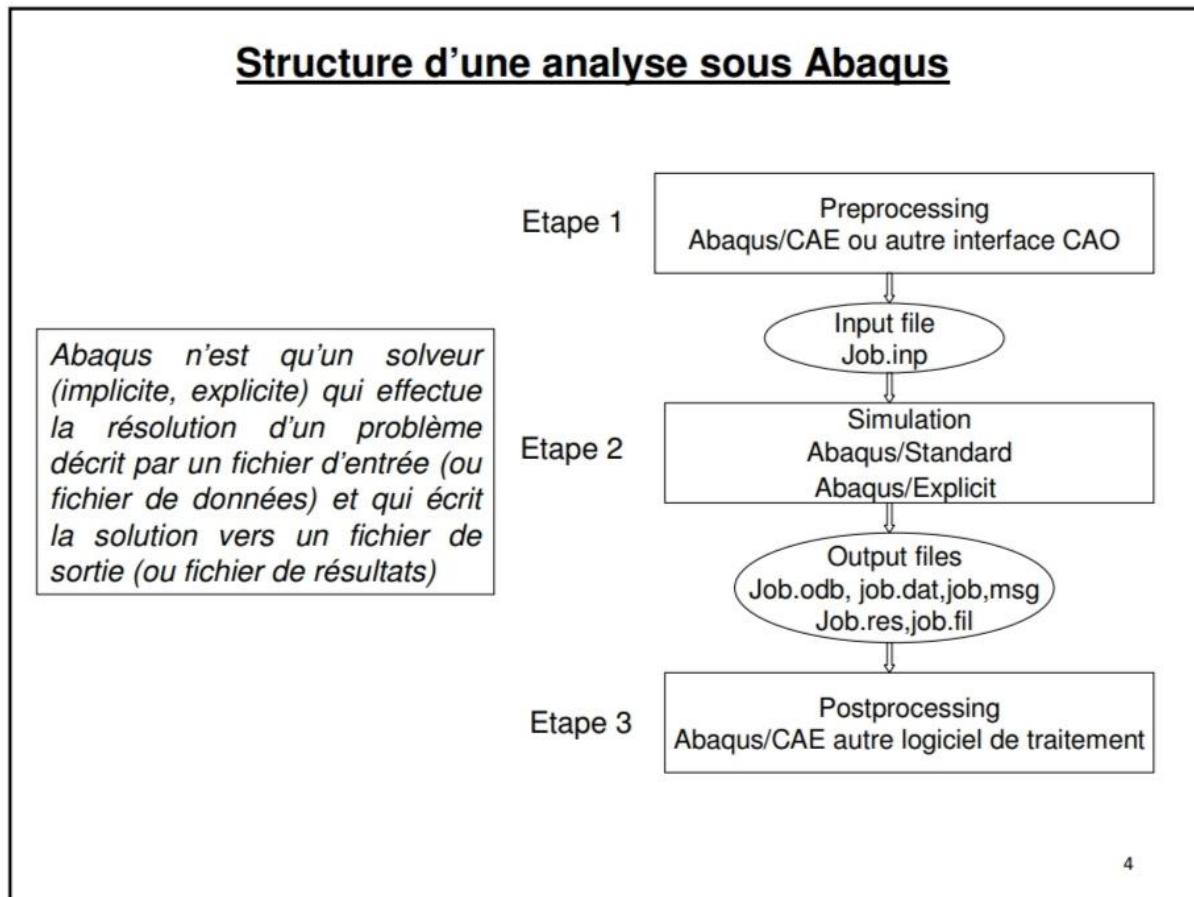 Structure d'une analyse sous Abaqus
Etape 1
Preprocessing
Abaqus/CAE ou autre interface CAO
Input file
Job.inp
Abaqus n'est qu'un solveur
(implicite, explicite) qui effectue
la résolution d'un problème
décrit par un fichier d'entrée (ou
fichier de données) et qui écrit
la solution vers un fichier de
sortie (ou fichier de résultats)
Etape 2
Simulation
Abaqus/Standard
Abaqus/Explicit
Output files
Job.odb, job.dat,job,msg
Job.res,job.fil
Etape 3
Postprocessing
Abaqus/CAE autre logiciel de traitement
4